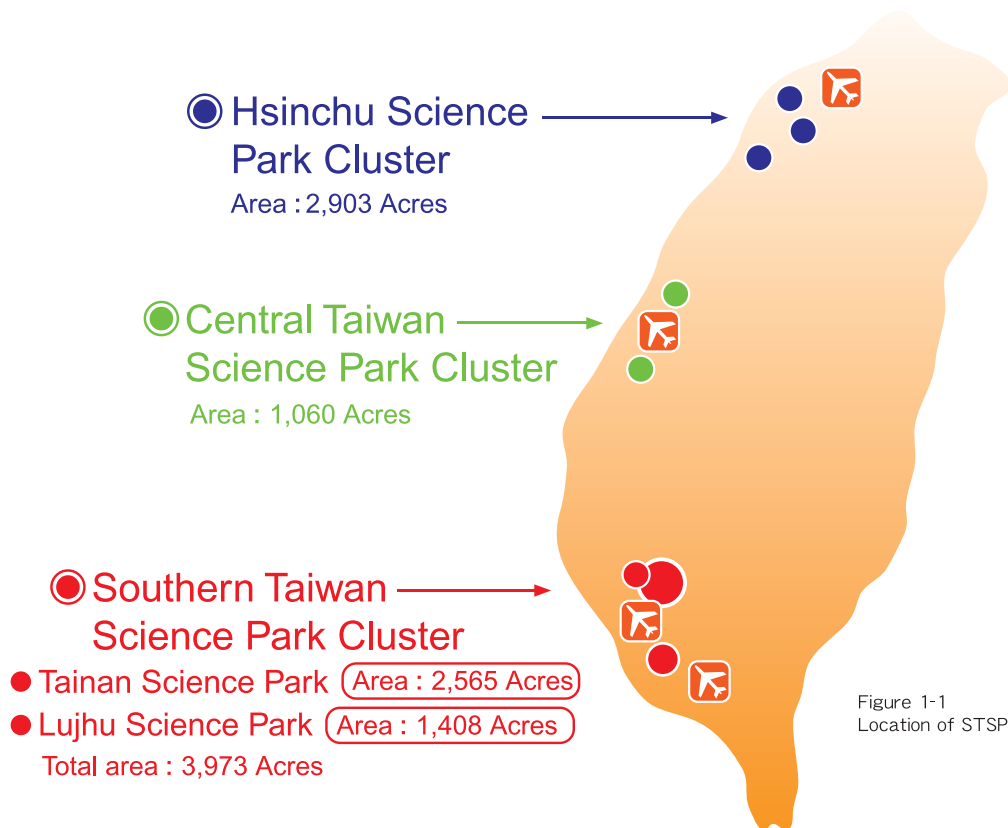 Hsinchu Science
Park Cluster
Area : 2,903 Acres
Central Taiwan
Science Park Cluster
Area : 1,060 Acres
Southern Taiwan
Science Park Cluster
Tainan Science Park Area : 2,565 Acres
Lujhu Science Park Area : 1,408 Acres
Total area : 3,973 Acres
Figure 1-1
Location of STSP